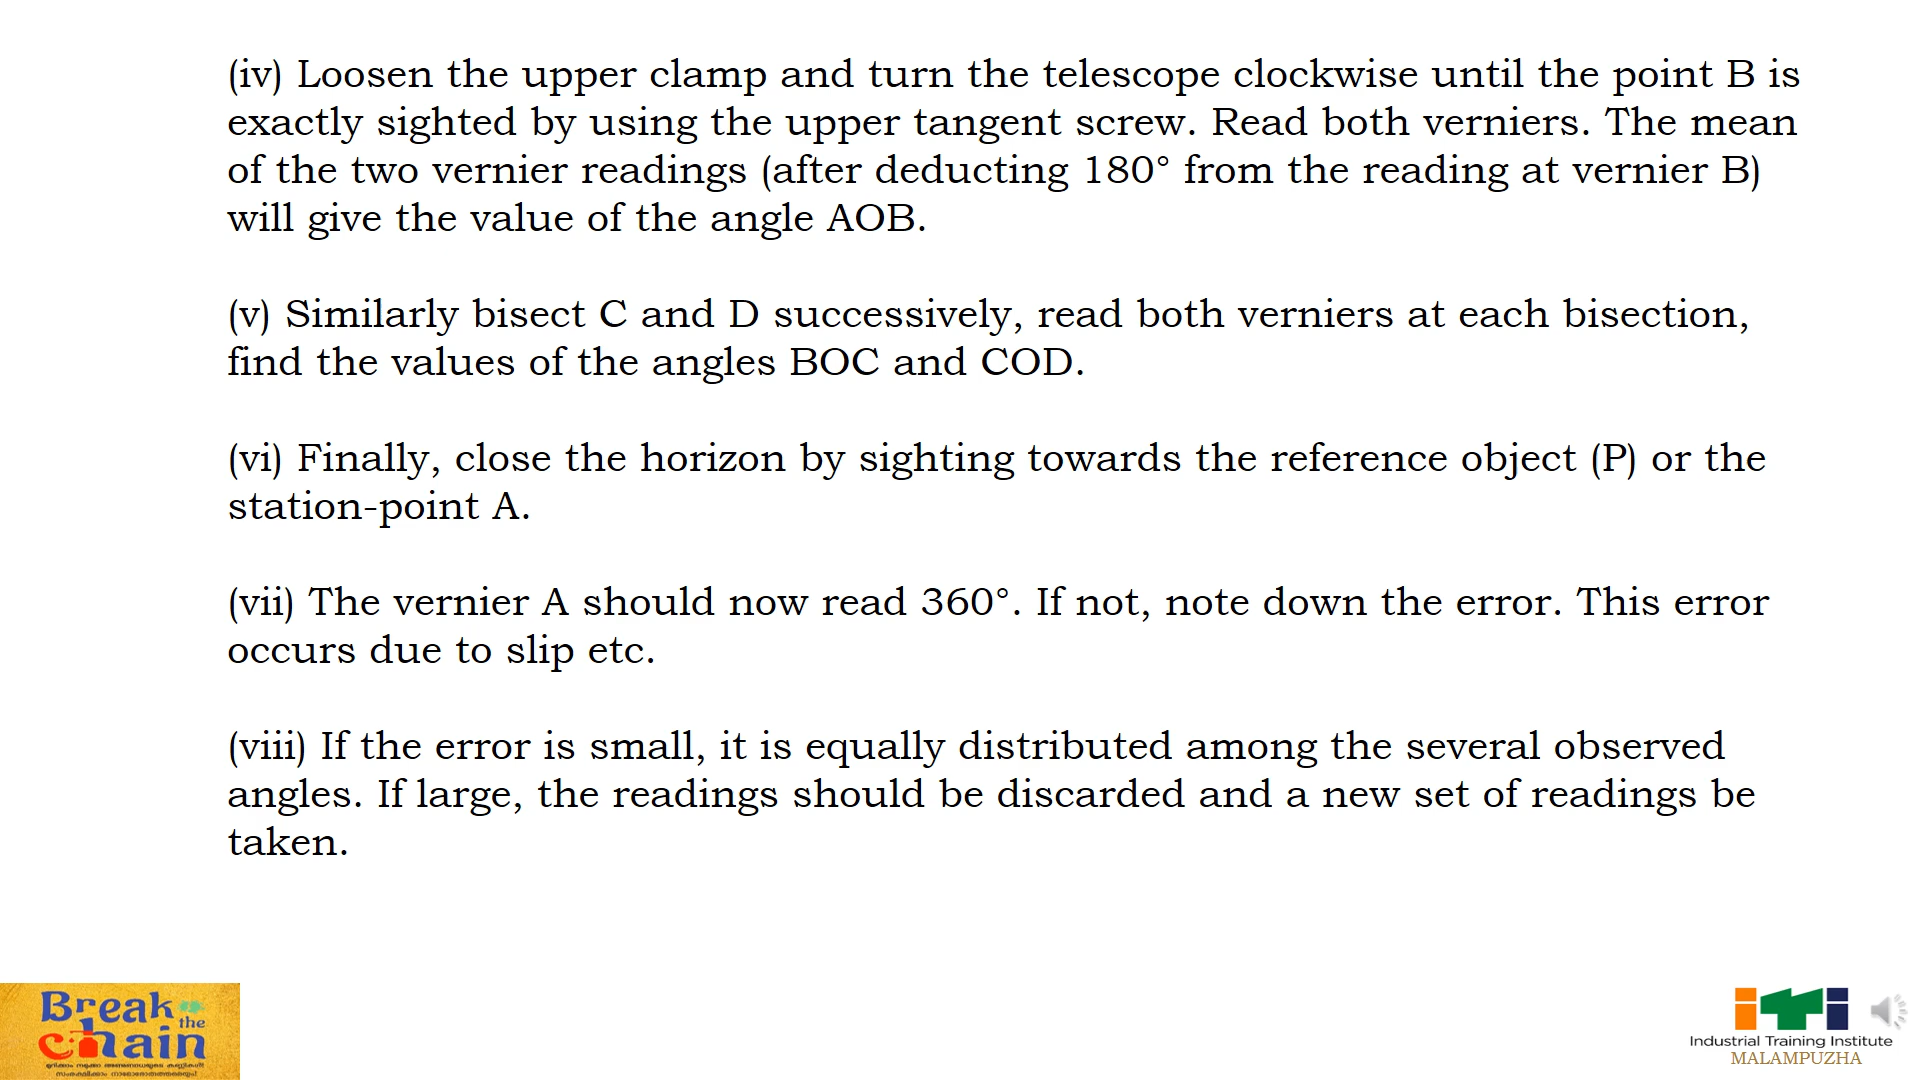 (iv) Loosen the upper clamp and turn the telescope clockwise until the point B is
exactly sighted by using the upper tangent screw. Read both verniers. The mean
of the two vernier readings (after deducting 180° from the reading at vernier B)
will give the value of the angle AOB.
(v) Similarly bisect C and D successively, read both verniers at each bisection,
find the values of the angles BOC and COD.
(vi) Finally, close the horizon by sighting towards the reference object (P) or the
station-point A.
(vii) The vernier A should now read 360°. If not, note down the error. This error
occurs due to slip etc.
(viii) If the error is small, it is equally distributed among the several observed
angles. If large, the readings should be discarded and a new set of readings be
taken.
Break
the
chain
iti
Industrial Training Institute
MALAMPUZHA